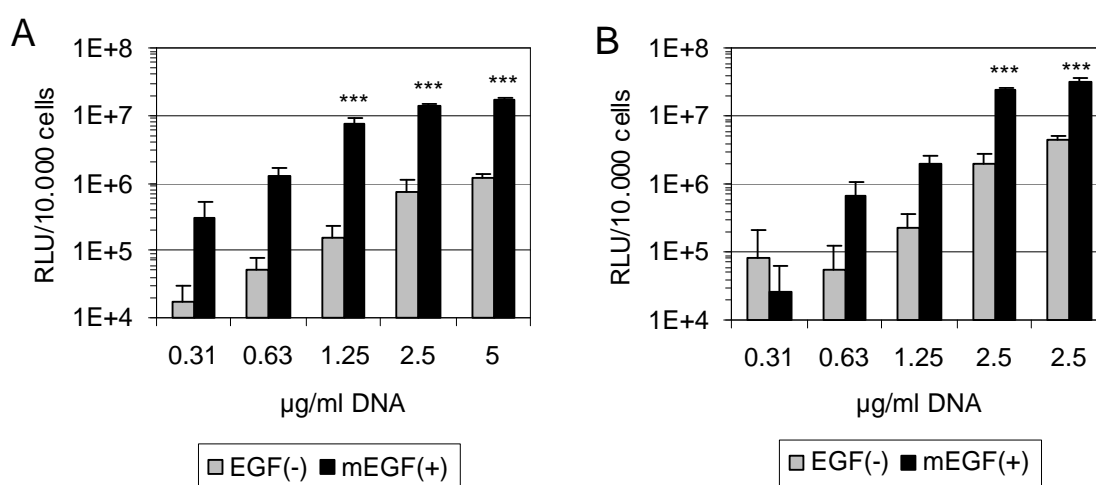 A
1E+8
1E+7
1E+6
1E+5
1E+4
RLU/10.000 cells
*** *** ***
0.31 0.63 1.25 2.5 5
µg/ml DNA
EGF(-) mEGF(+)
B
1E+8
1E+7
1E+6
1E+5
1E+4
RLU/10.000 cells
*** ***
0.31 0.63 1.25 2.5 2.5
µg/ml DNA
EGF(-) mEGF(+)